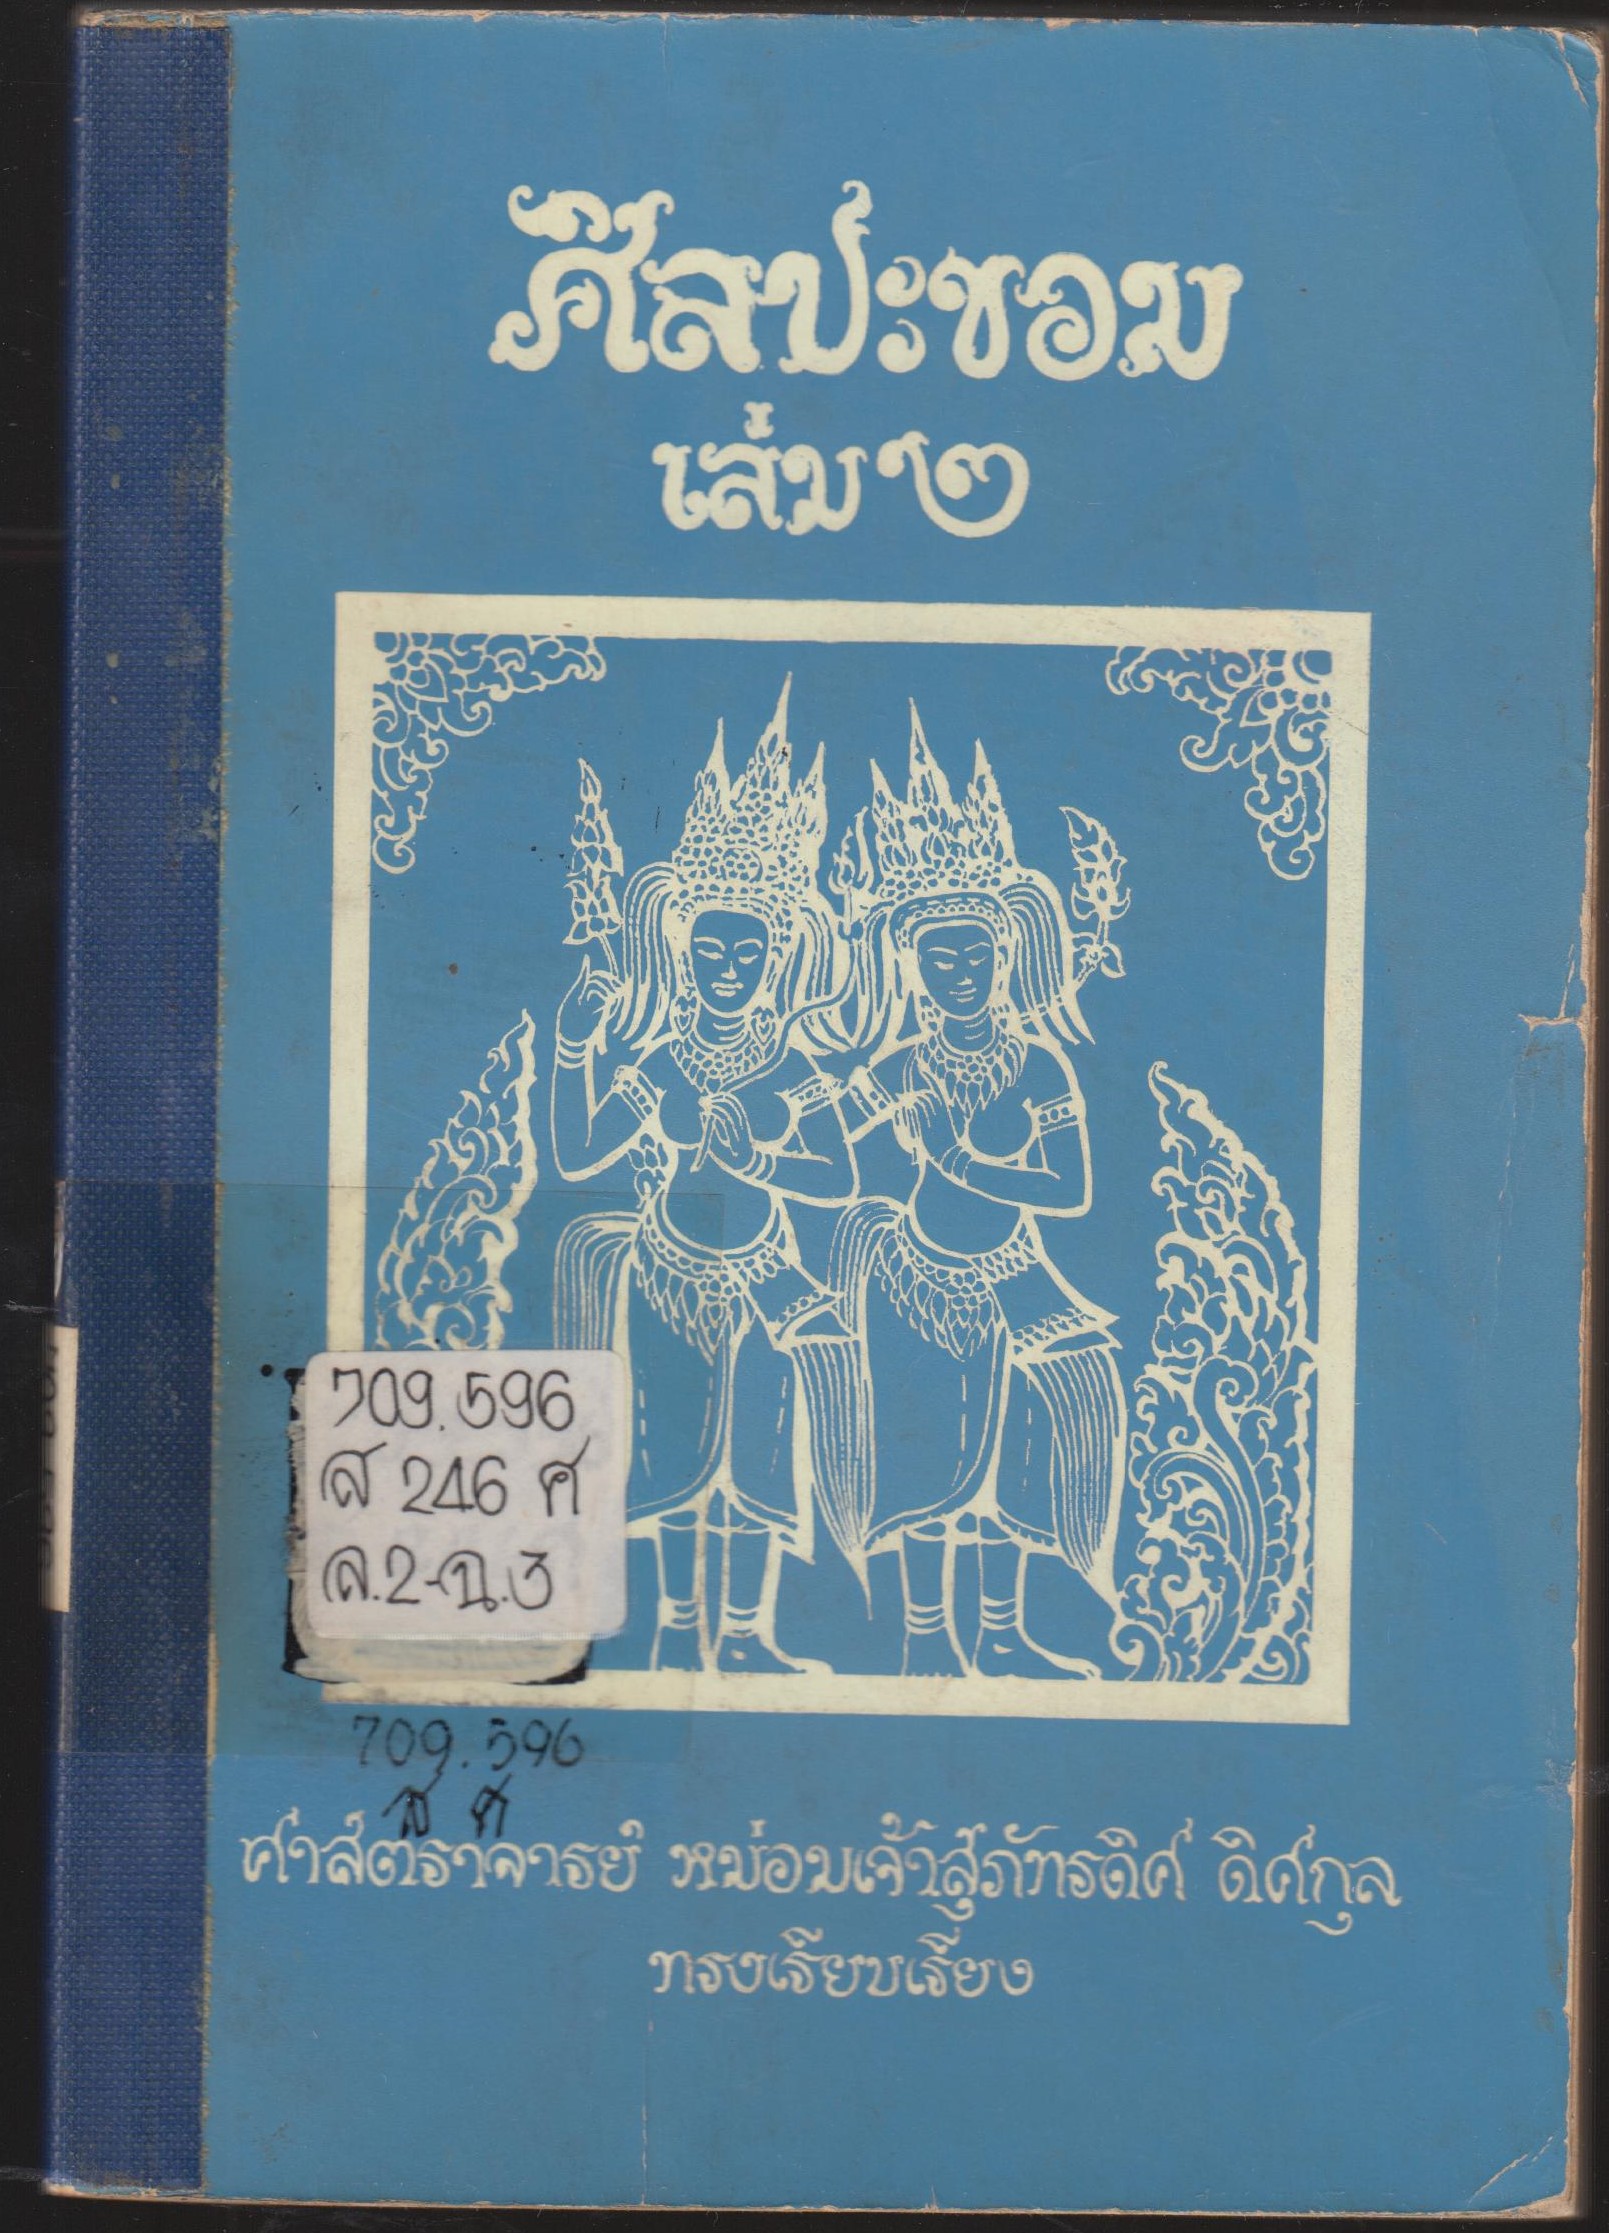 ศิลปะขอม
เล่ม ๒
709.596
ส 246 ศ
ล.2-ฉ.3
709.596
ส ศ
ศาสตราจารย์ หม่อมเจ้าสุภัทรดิศ ดิศกุล
ทรงเรียบเรียง